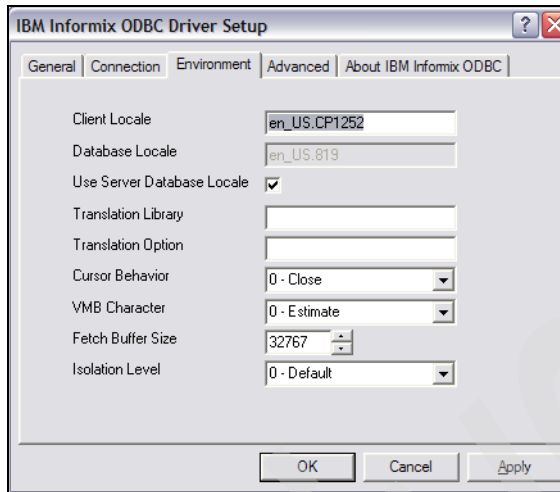 IBM Informix ODBC Driver Setup
General Connection Environment Advanced About IBM Informix ODBC
Client Locale en_US.CP1252
Database Locale en_US.819
Use Server Database Locale
Translation Library
Translation Option
Cursor Behavior 0 - Close
VMB Character 0 - Estimate
Fetch Buffer Size 32767
Isolation Level 0 - Default
OK Cancel Apply